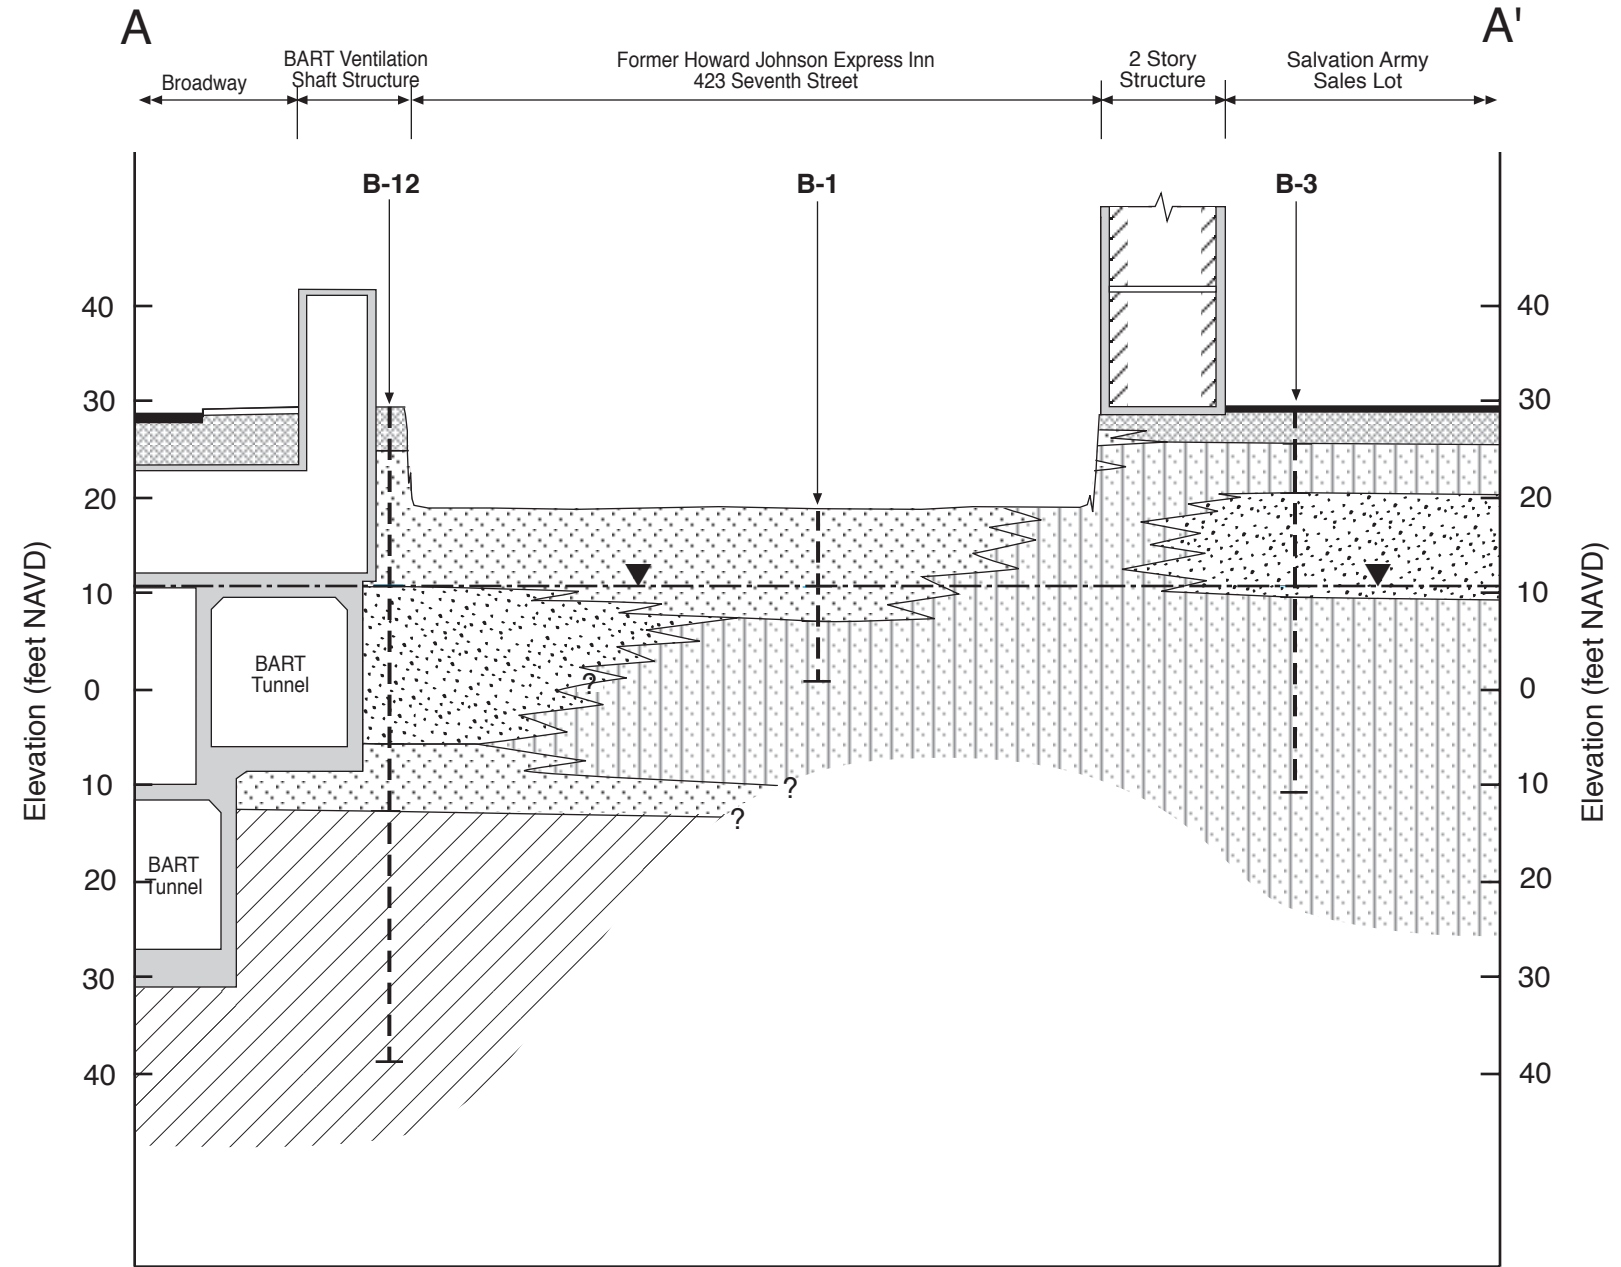 A
A'
BART Ventilation
Shaft Structure
Broadway
Former Howard Johnson Express Inn
423 Seventh Street
2 Story
Structure
Salvation Army
Sales Lot
B-12
B-1
B-3
40
40
30
30
20
20
10
10
BART
Tunnel
?
0
0
10
?
10
?
BART
Tunnel
20
20
30
30
40
40
Elevation (feet NAVD)
Elevation (feet NAVD)